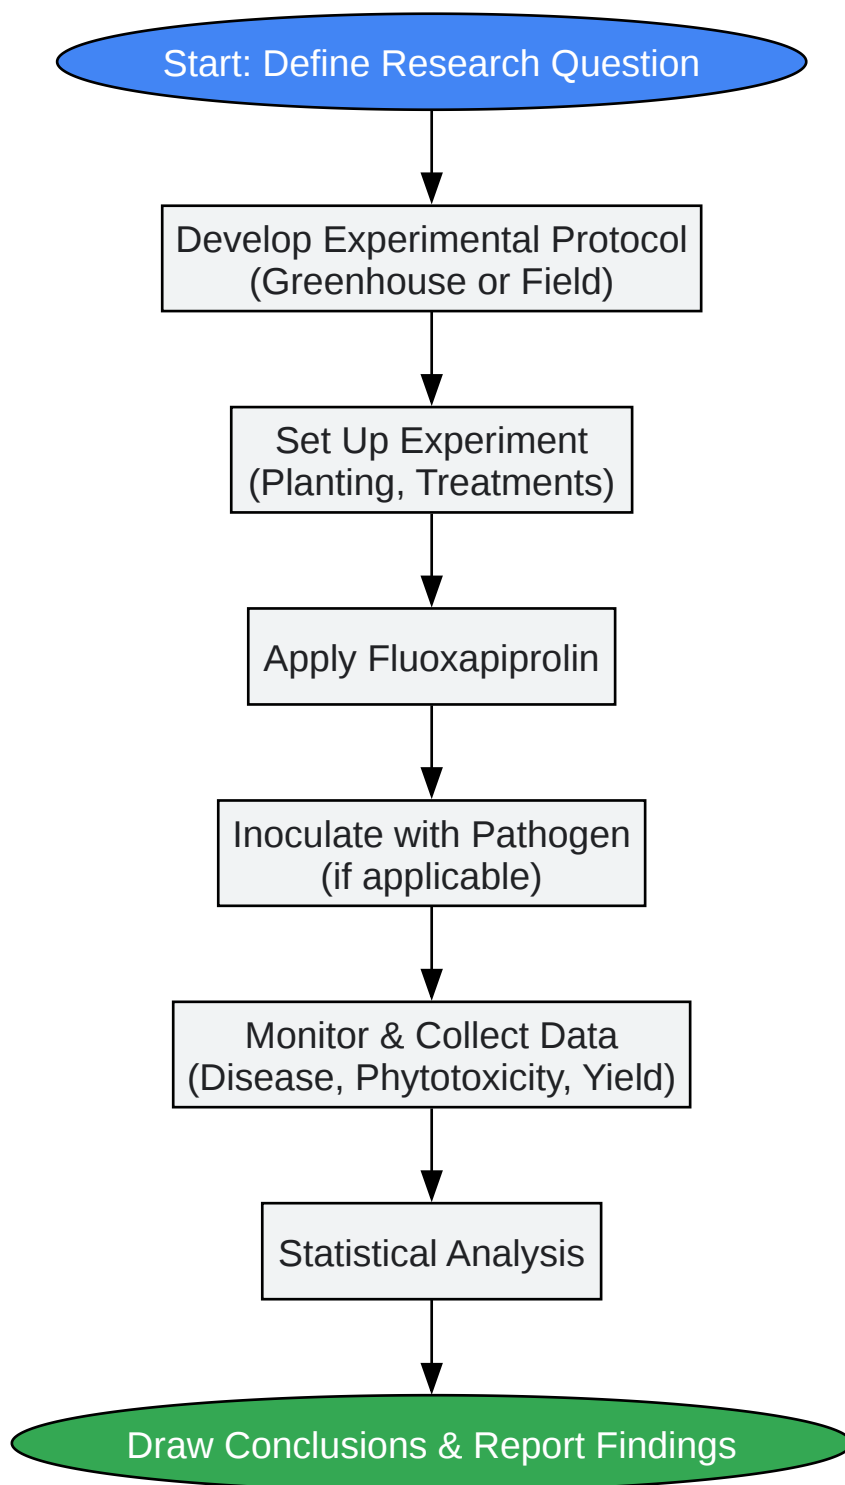 Start: Define Research Question
Develop Experimental Protocol
(Greenhouse or Field)
Set Up Experiment
(Planting, Treatments)
Apply Fluoxapiprolin
Inoculate with Pathogen
(if applicable)
Monitor & Collect Data
(Disease, Phytotoxicity, Yield)
Statistical Analysis
Draw Conclusions & Report Findings